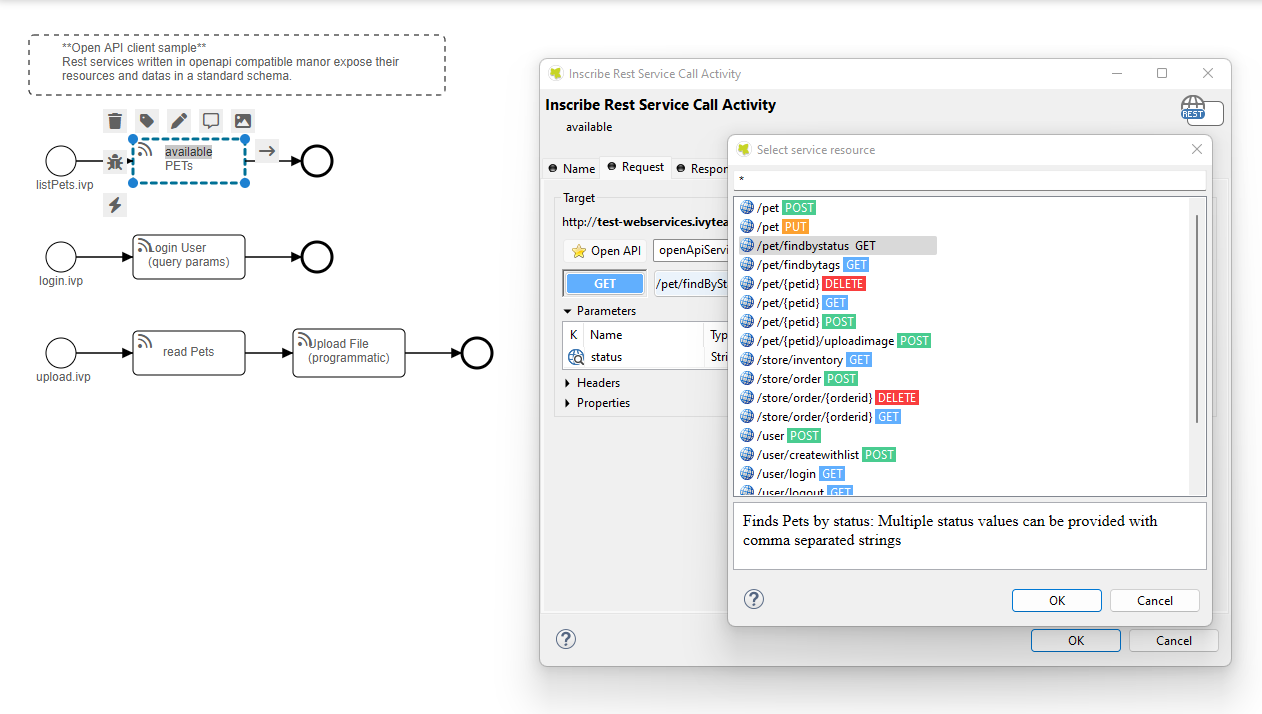 **Open API client sample**
Rest services written in openapi compatible manor expose their
resources and datas in a standard schema.
available
PETs
listPets.ivp
Login User
(query params)
login.ivp
read Pets
Upload File
(programmatic)
upload.ivp
Inscribe Rest Service Call Activity
Inscribe Rest Service Call Activity
available
REST
Name
Request
Respor
Target
http://test-webservices.ivytea
Open API
openApiServi
GET
/pet/findBySt
Parameters
K Name Typ
status Stri
Headers
Properties
OK Cancel
Select service resource
*
/pet POST
/pet PUT
/pet/findbystatus GET
/pet/findbytags GET
/pet/{petid} DELETE
/pet/{petid} GET
/pet/{petid} POST
/pet/{petid}/uploadimage POST
/store/inventory GET
/store/order POST
/store/order/{orderid} DELETE
/store/order/{orderid} GET
/user POST
/user/createwithlist POST
/user/login GET
/user/logout GET
Finds Pets by status: Multiple status values can be provided with
comma separated strings
OK Cancel